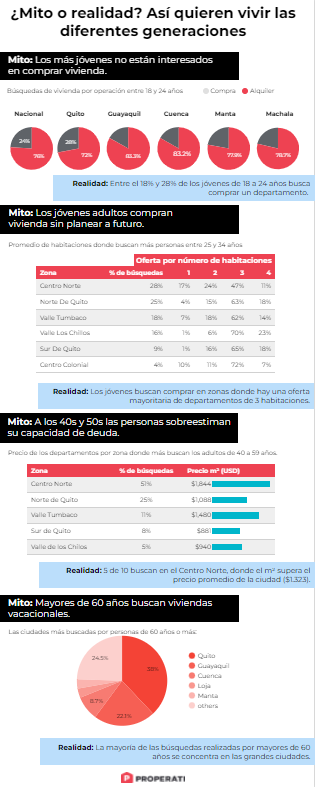 ¿Mito o realidad? Así quieren vivir las
diferentes generaciones
Mito: Los más jóvenes no están interesados
en comprar vivienda.
Búsquedas de vivienda por operación entre 18 y 24 años
Compra
Alquiler
Nacional Quito Guayaquil Cuenca Manta Machala
24% 76%
28% 72%
83.3%
83.2%
77.9%
78.7%
Realidad: Entre el 18% y 28% de los jóvenes de 18 a 24 años busca
comprar un departamento.
Mito: Los jóvenes adultos compran
vivienda sin planear a futuro.
Promedio de habitaciones donde buscan más personas entre 25 y 34 años
Oferta por número de habitaciones
Zona % de búsquedas 1 2 3 4
Centro Norte 28% 17% 24% 47% 11%
Norte De Quito 25% 4% 15% 63% 18%
Valle Tumbaco 18% 7% 18% 62% 14%
Valle Los Chillos 16% 1% 6% 70% 23%
Sur De Quito 9% 1% 16% 65% 18%
Centro Colonial 4% 10% 11% 72% 7%
Realidad: Los jóvenes buscan comprar en zonas donde hay una oferta
mayoritaria de departamentos de 3 habitaciones.
Mito: A los 40s y 50s las personas sobreestiman
su capacidad de deuda.
Precio de los departamentos por zona donde más buscan los adultos de 40 a 59 años.
Zona % de búsquedas Precio m² (USD)
Centro Norte 51% $1,844
Norte de Quito 25% $1,088
Valle Tumbaco 11% $1,480
Sur de Quito 8% $881
Valle de los Chilos 5% $940
Realidad: 5 de 10 buscan en el Centro Norte, donde el m² supera el
precio promedio de la ciudad ($1.323).
Mito: Mayores de 60 años buscan viviendas
vacacionales.
Las ciudades más buscadas por personas de 60 años o más:
24.5%
38%
8.7%
22.1%
Quito
Guayaquil
Cuenca
Loja
Manta
others
Realidad: La mayoría de las búsquedas realizadas por mayores de 60
años se concentra en las grandes ciudades.
PROPERATI